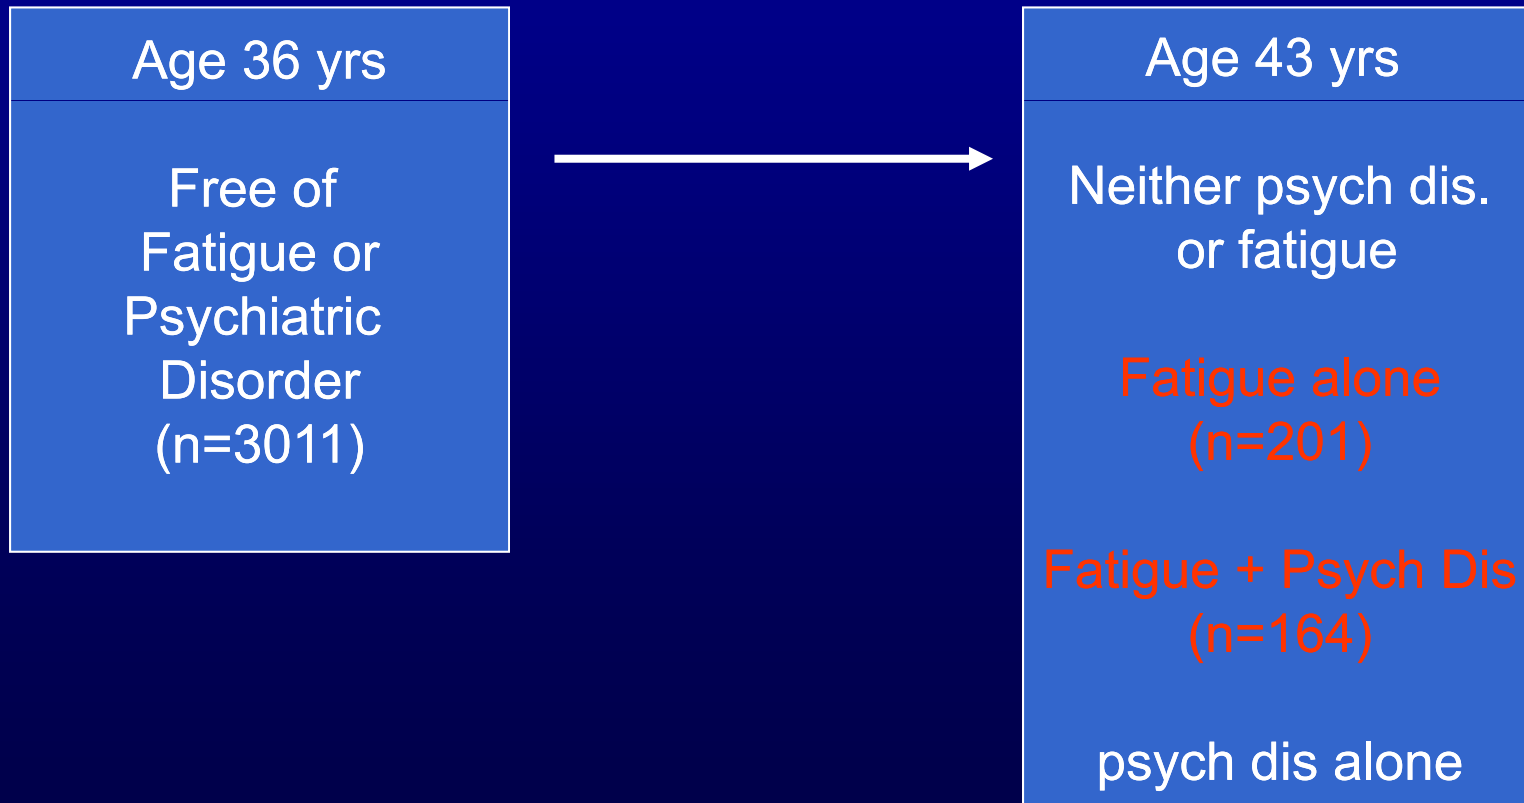 Age 36 yrs
Free of
Fatigue or
Psychiatric
Disorder
(n=3011)
Age 43 yrs
Neither psych dis.
or fatigue
Fatigue alone
(n=201)
Fatigue + Psych Dis
(n=164)
psych dis alone